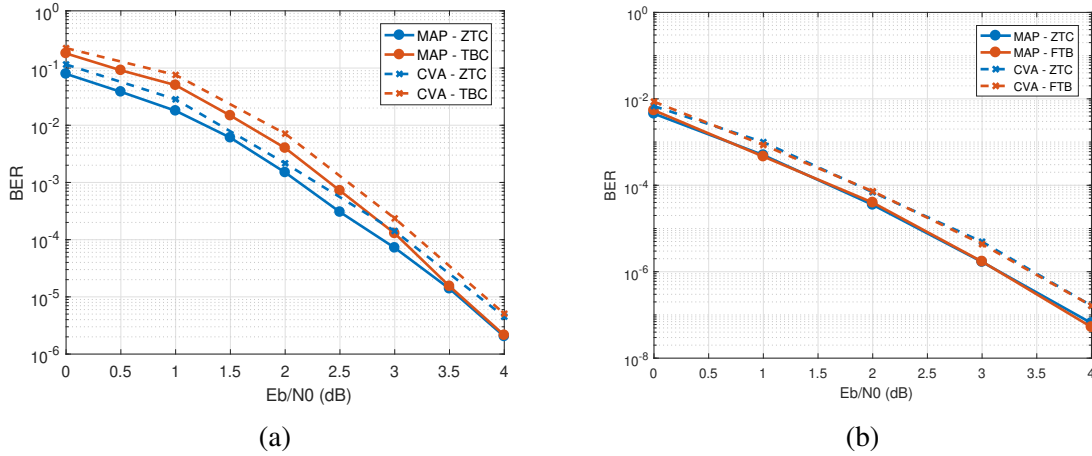 10^0
10^-1
10^-2
10^-3
10^-4
10^-5
10^-6
BER
0 0.5 1 1.5 2 2.5 3 3.5 4
Eb/N0 (dB)
MAP - ZTC
MAP - TBC
CVA - ZTC
CVA - TBC
(a)
10^0
10^-2
10^-4
10^-6
10^-8
BER
0 0.5 1 1.5 2 2.5 3 3.5 4
Eb/N0 (dB)
MAP - ZTC
MAP - FTB
CVA - ZTC
CVA - FTB
(b)